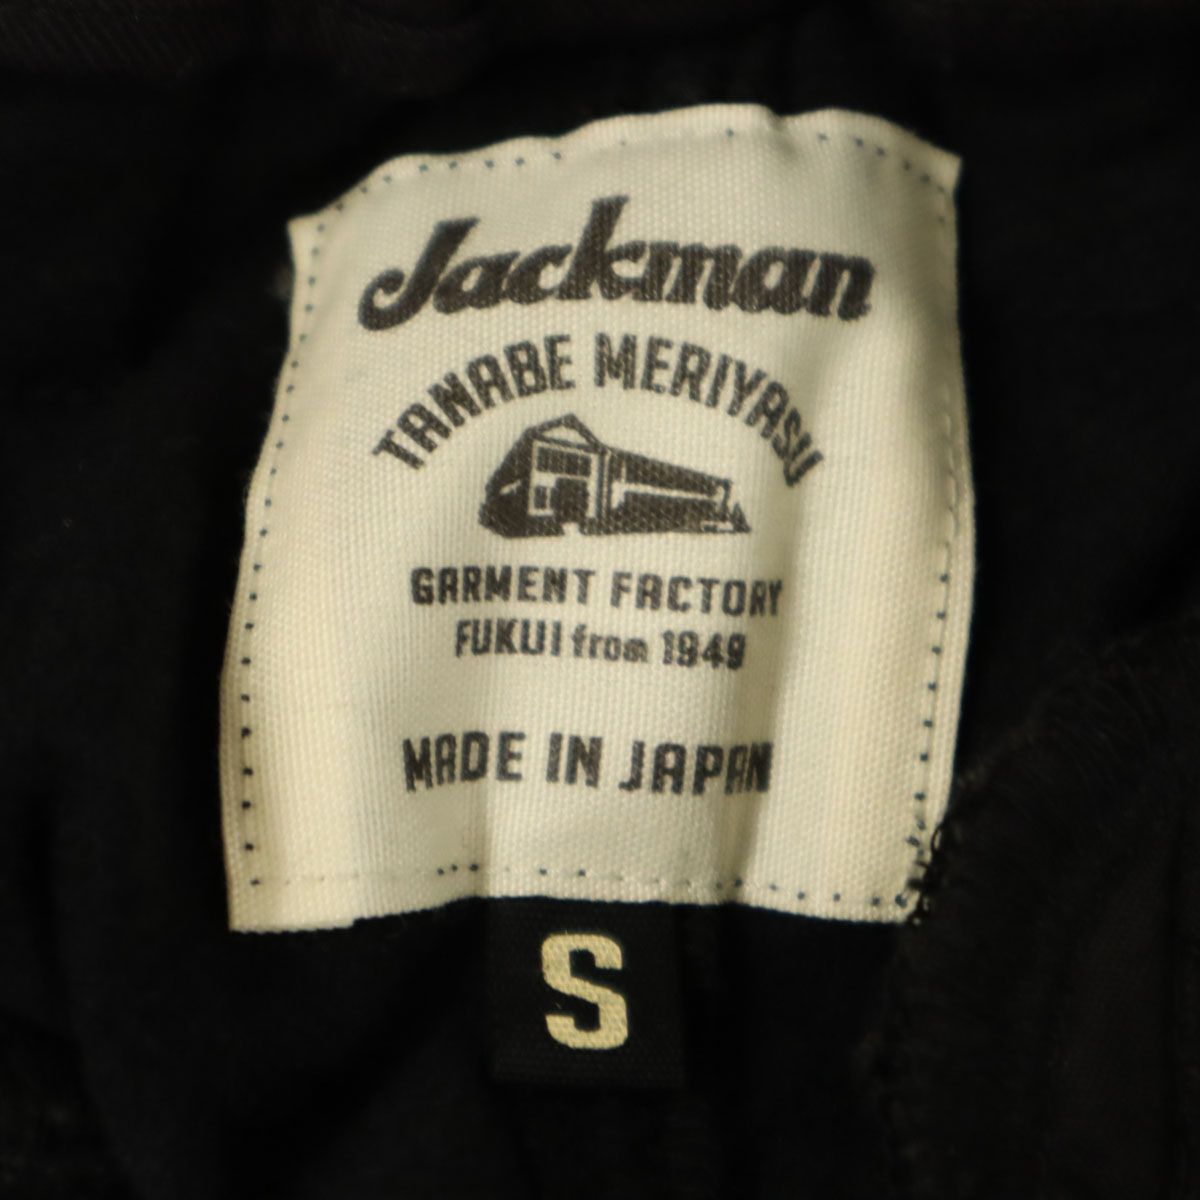 Jackman
TANABE MERIYASU
GARMENT FACTORY
FUKUI from 1949
MADE IN JAPAN
S